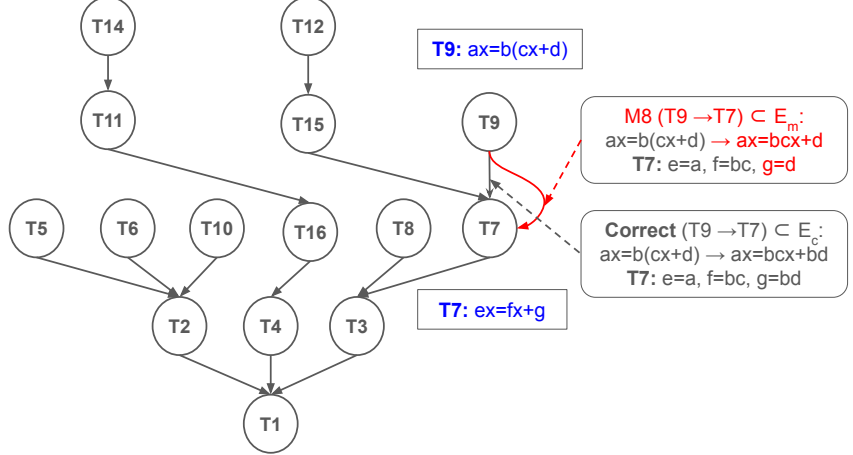 T14
T12
T9: ax=b(cx+d)
T11
T15
T9
M8 (T9 →T7) ⊂ Em:
ax=b(cx+d) → ax=bcx+d
T7: e=a, f=bc, g=d
T5
T6
T10
T16
T8
T7
Correct (T9 →T7) ⊂ Ec:
ax=b(cx+d) → ax=bcx+bd
T7: e=a, f=bc, g=bd
T7: ex=fx+g
T2
T4
T3
T1